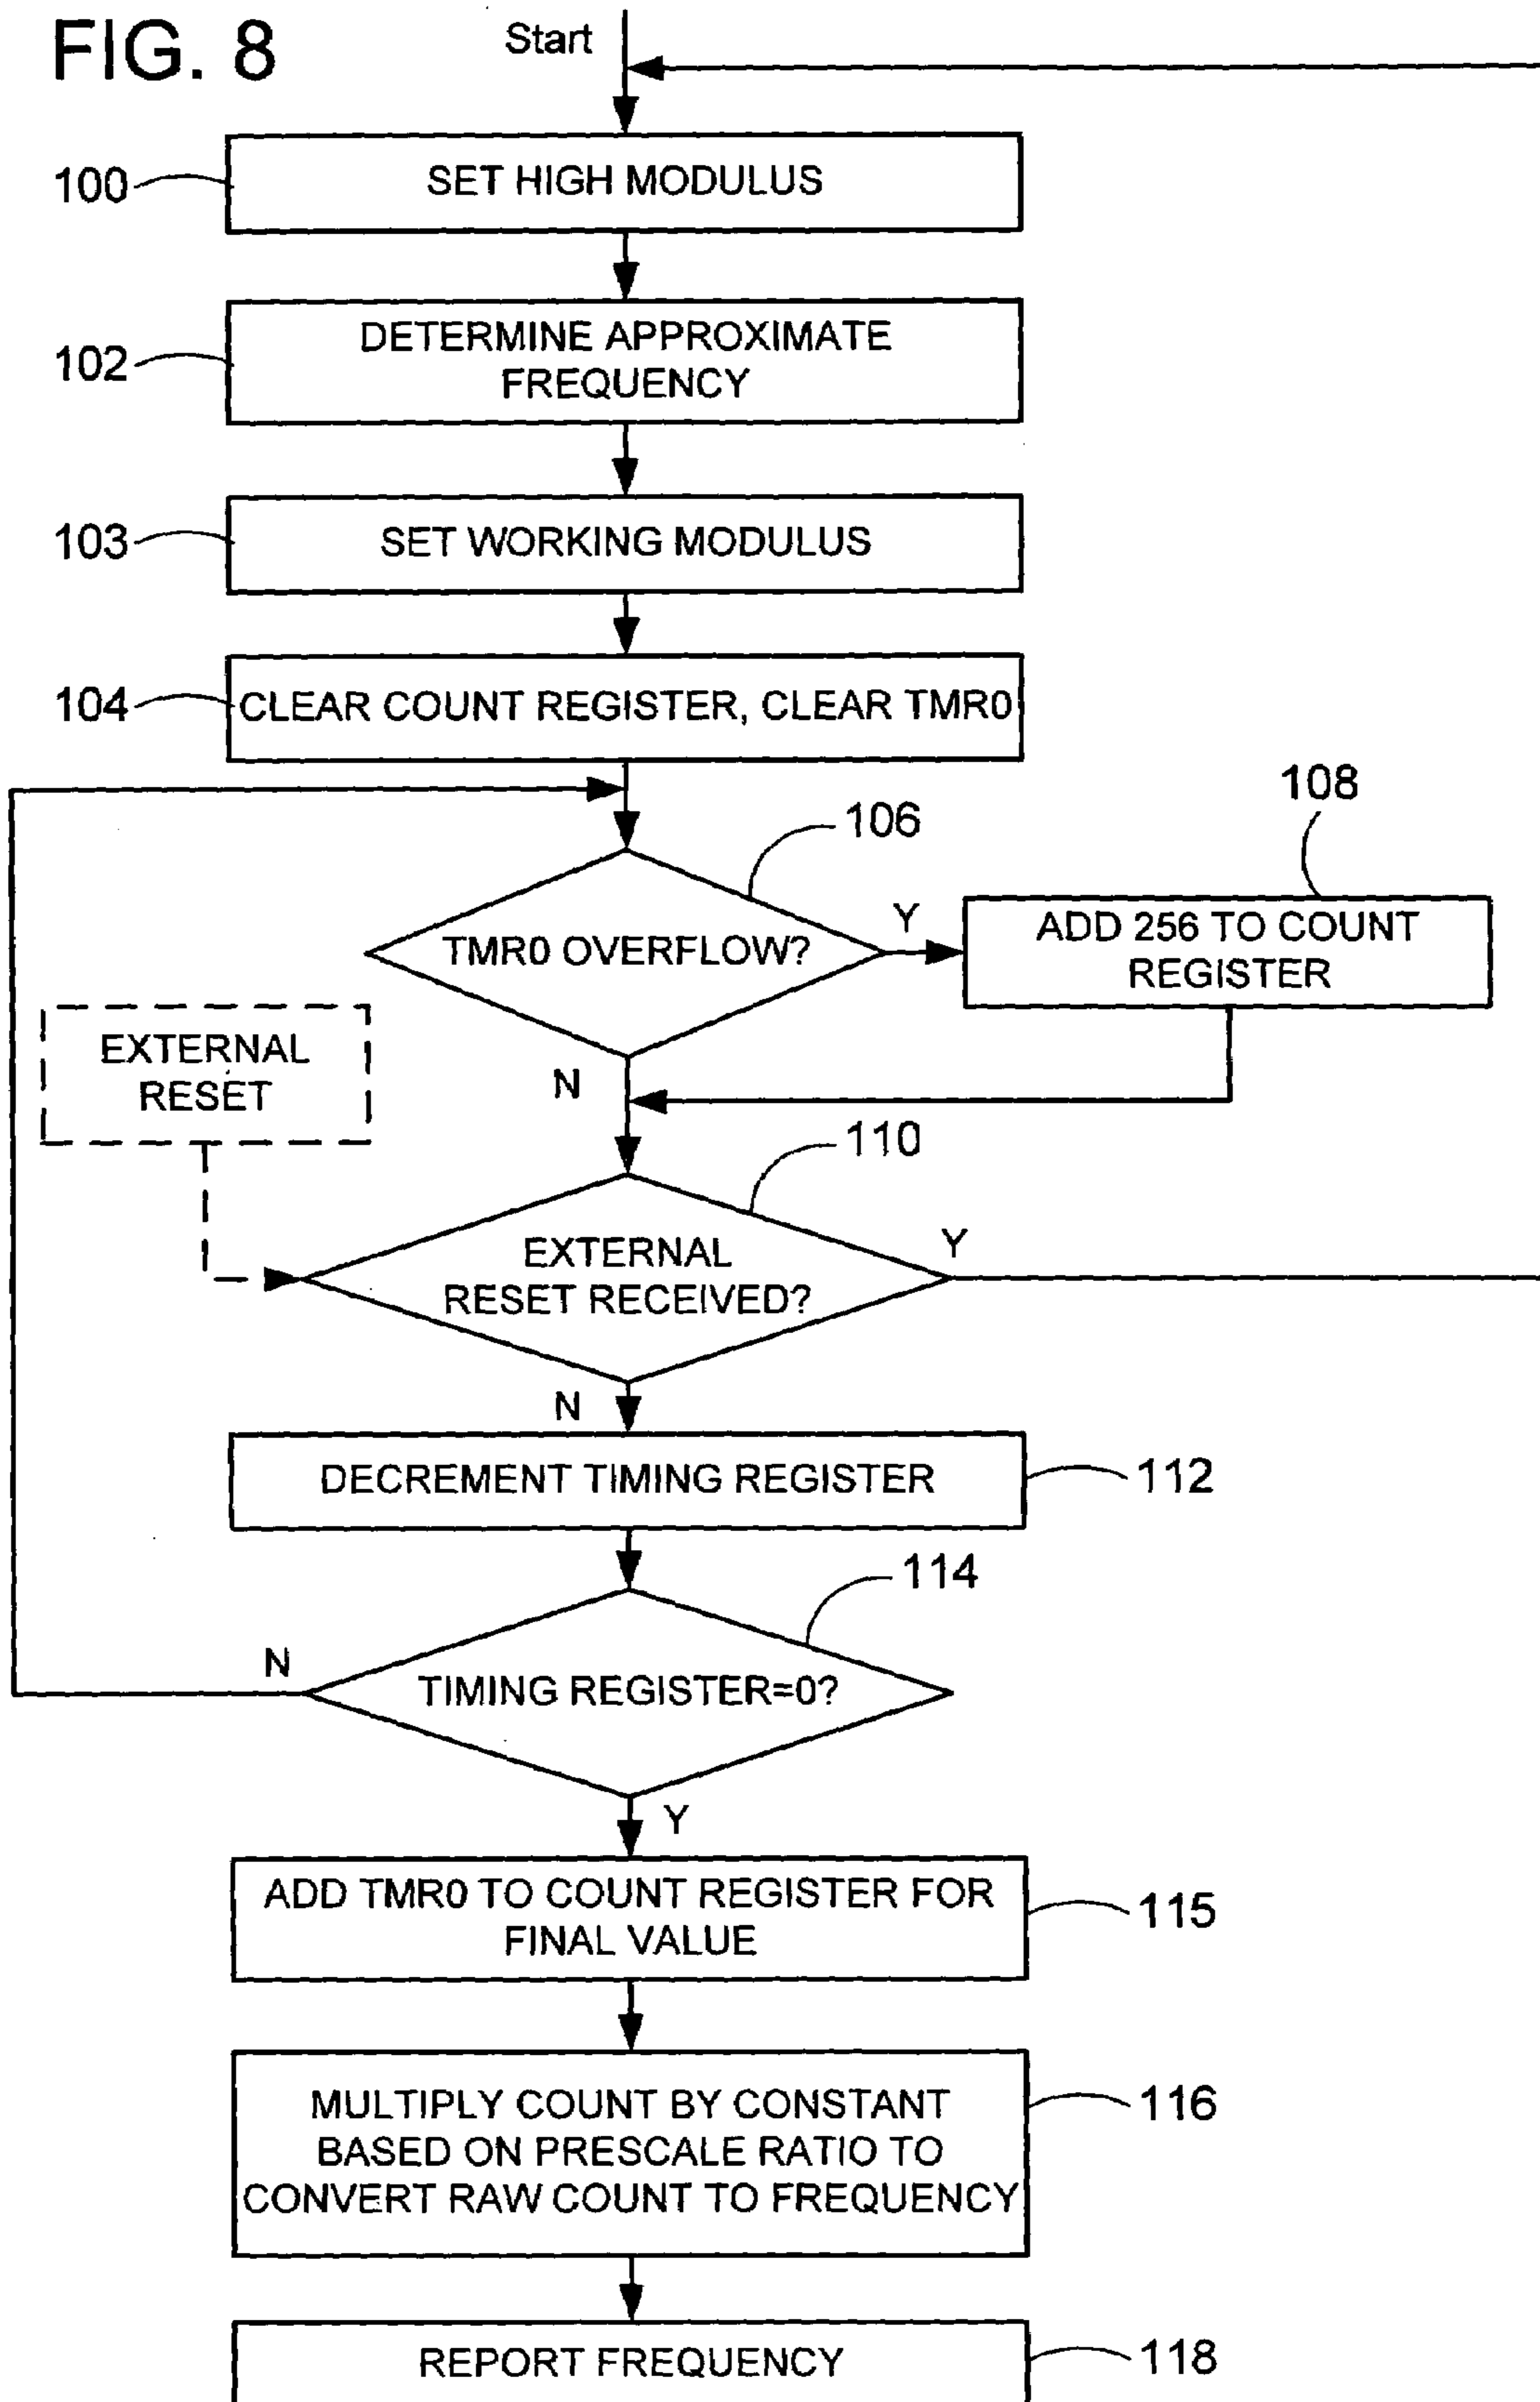 FIG. 8
Start
100
SET HIGH MODULUS
102
DETERMINE APPROXIMATE
FREQUENCY
103
SET WORKING MODULUS
104
CLEAR COUNT REGISTER, CLEAR TMR0
106
108
TMR0 OVERFLOW?
Y
ADD 256 TO COUNT
REGISTER
N
EXTERNAL
RESET
110
EXTERNAL
RESET RECEIVED?
Y
N
DECREMENT TIMING REGISTER
112
114
TIMING REGISTER=0?
N
Y
ADD TMR0 TO COUNT REGISTER FOR
FINAL VALUE
115
MULTIPLY COUNT BY CONSTANT
BASED ON PRESCALE RATIO TO
CONVERT RAW COUNT TO FREQUENCY
116
REPORT FREQUENCY
118